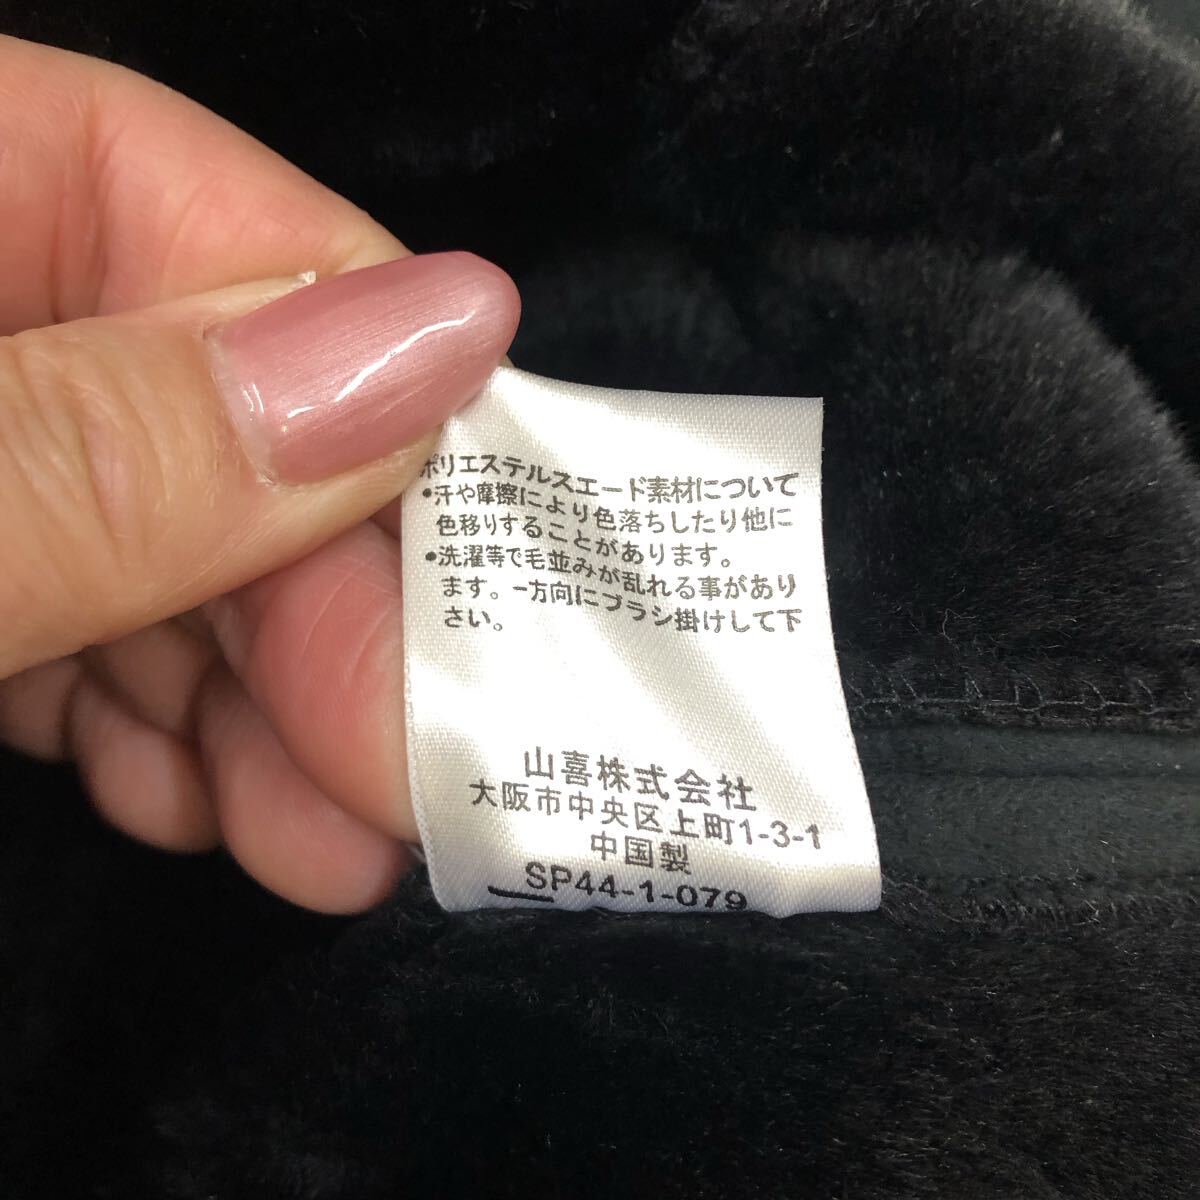 ポリエステルスエード素材について
•汗や摩擦により色落ちしたり他に
色移りすることがあります。
•洗濯等で毛並みが乱れる事があり
ます。一方向にブラシ掛けして下
さい。
山喜株式会社
大阪市中央区上町1-3-1
中国製
SP44-1-079